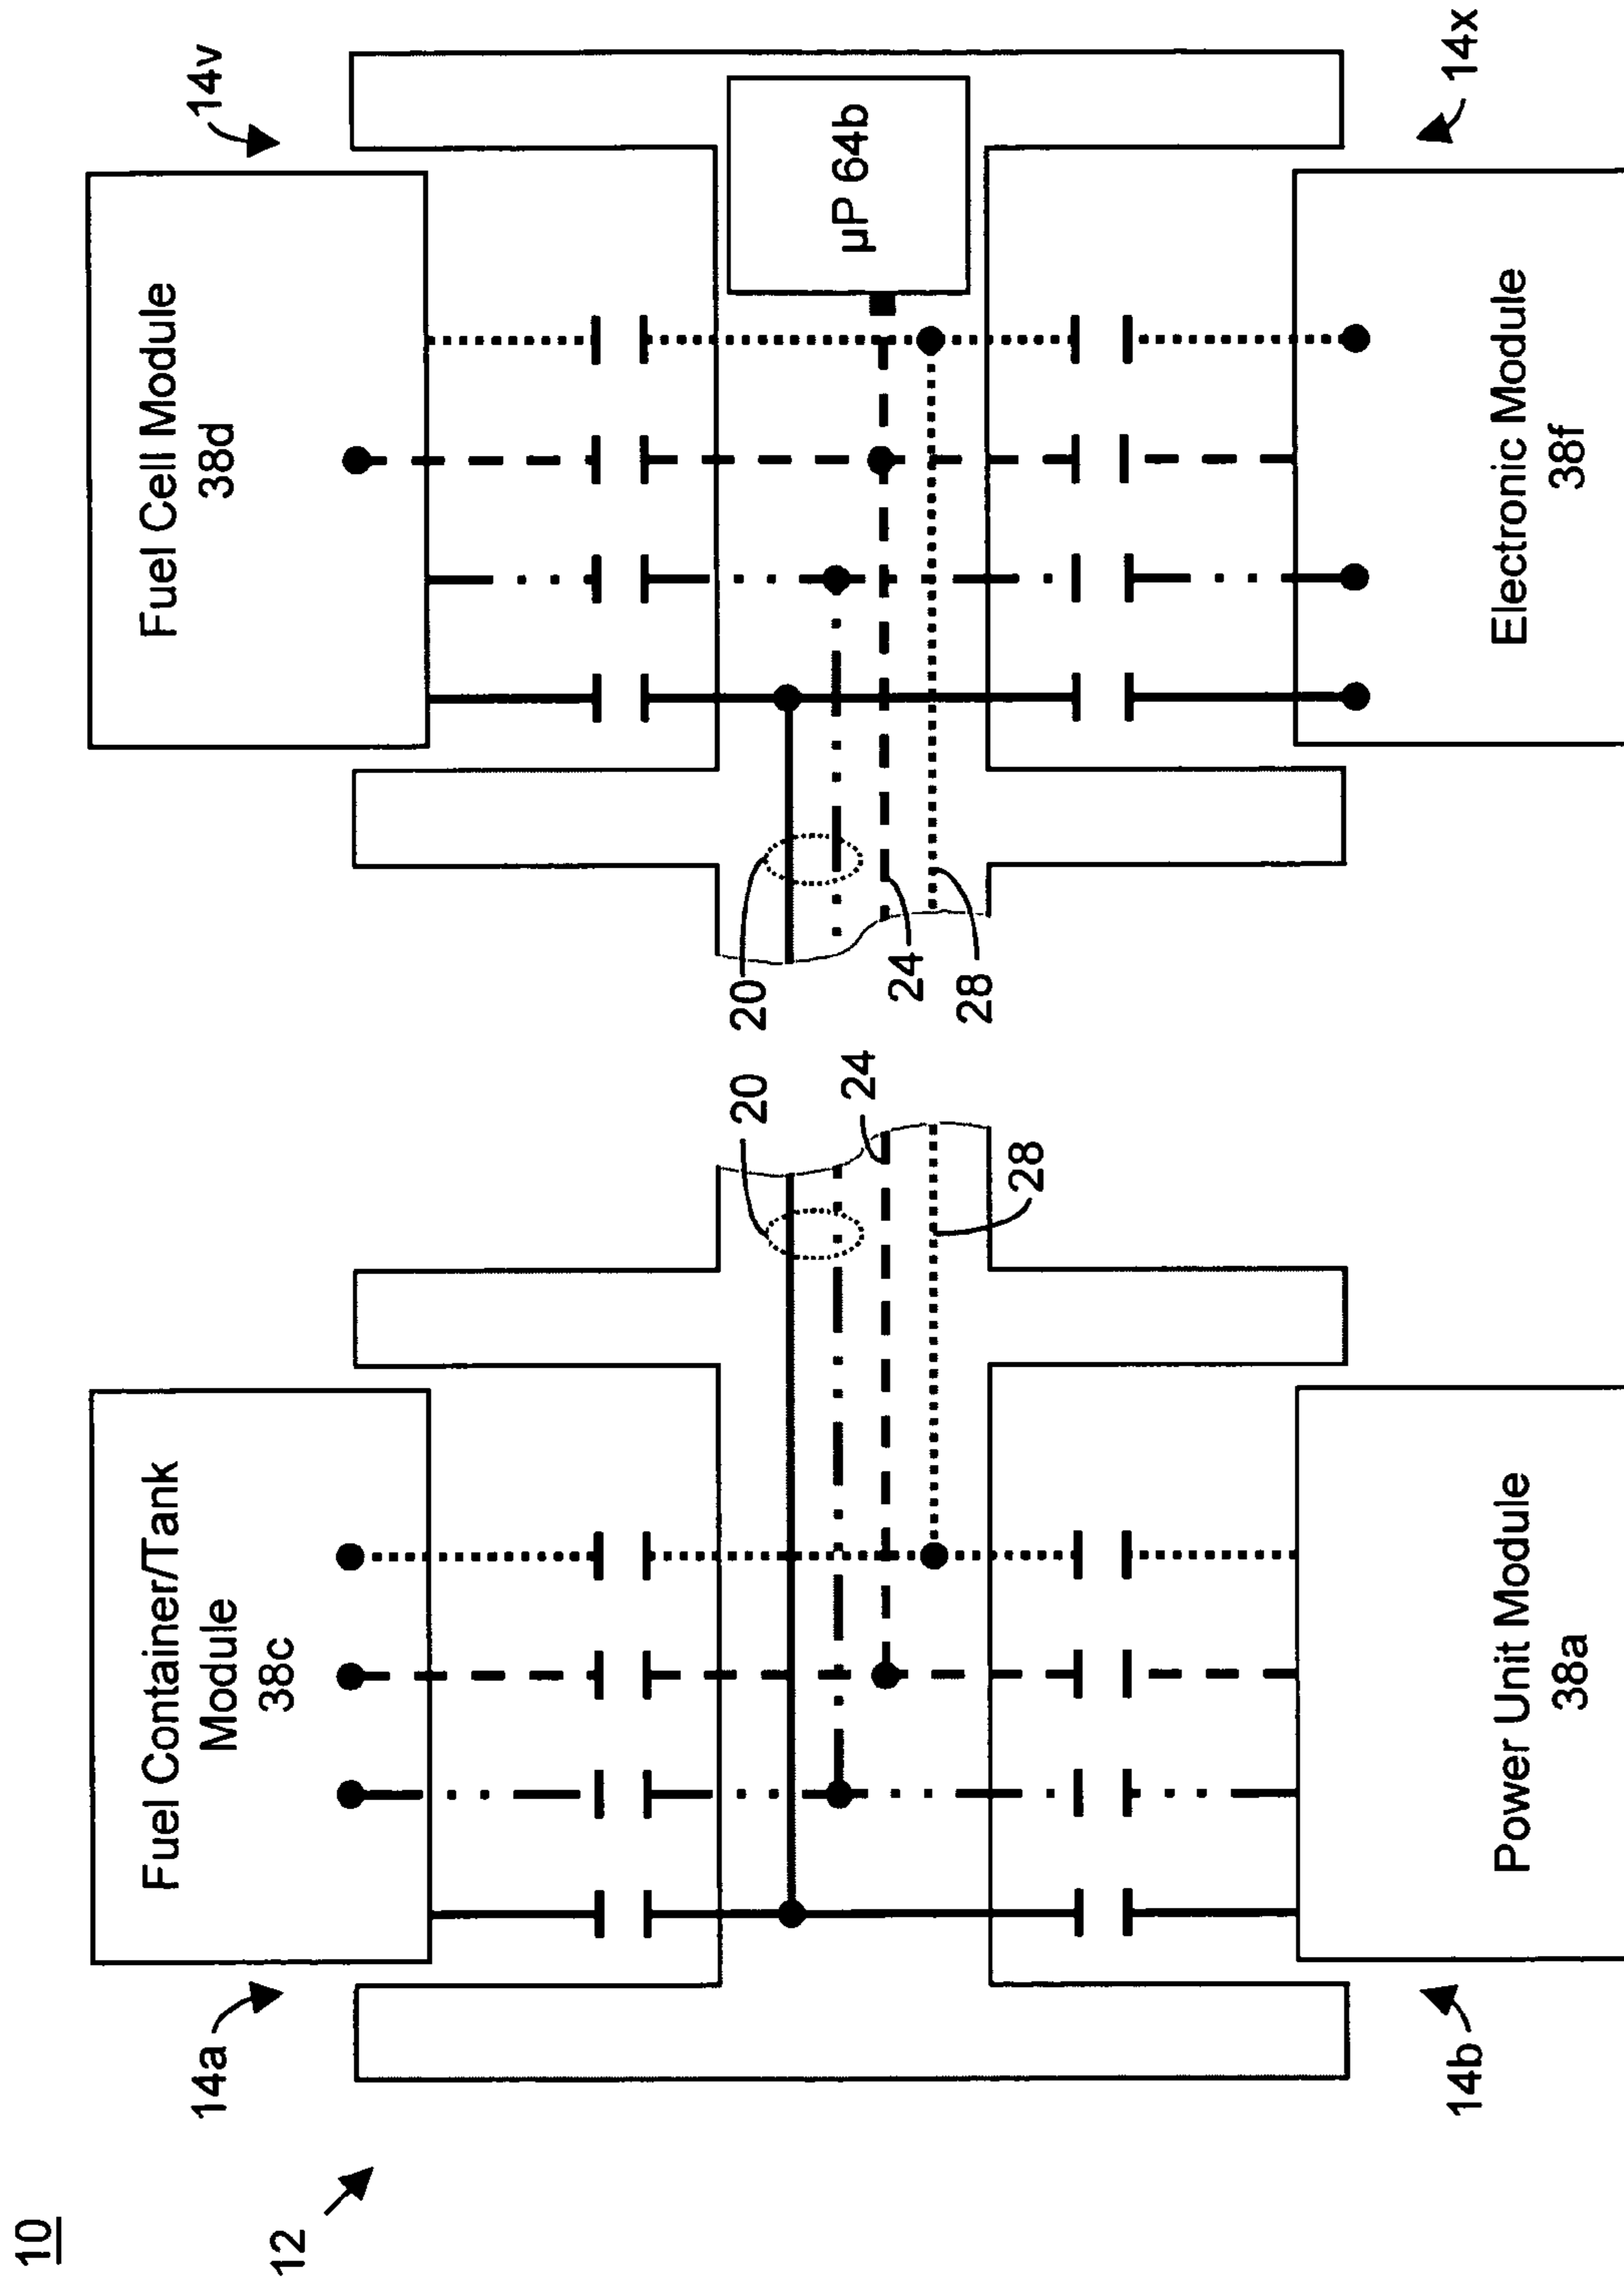 10
12
14a
Fuel Container/Tank
Module
38c
14v
Fuel Cell Module
38d
20
24
28
20
24
28
µP 64b
14b
Power Unit Module
38a
14x
Electronic Module
38f